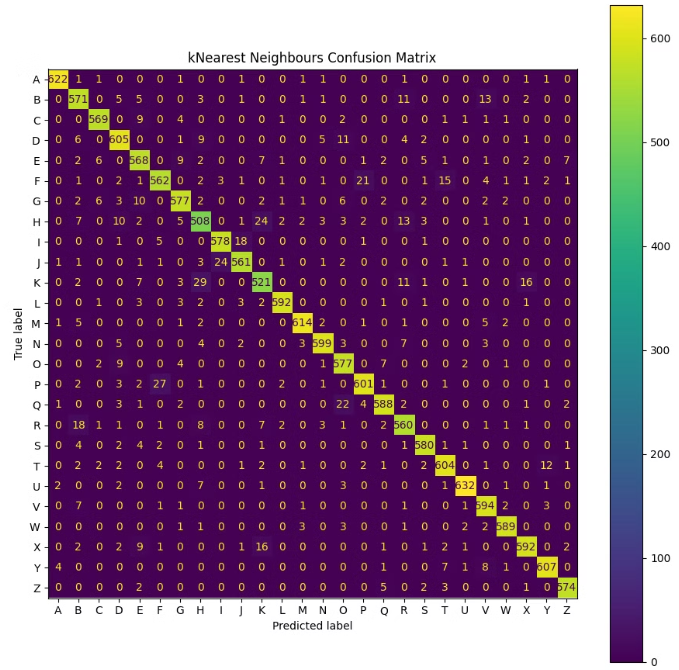 kNearest Neighbours Confusion Matrix
A 622 1 1 0 0 0 1 0 0 1 0 0 1 1 0 0 0 1 0 0 0 0 0 1 1 0
B 0 571 0 5 5 0 0 3 0 1 0 0 1 1 0 0 0 11 0 0 0 13 0 2 0 0
C 0 0 569 0 9 0 4 0 0 0 1 0 0 0 2 0 0 0 0 1 1 1 1 0 0 0
D 0 6 0 605 0 0 1 9 0 0 0 0 0 5 11 0 0 4 2 0 0 0 1 0 0 0
E 0 2 6 0 568 0 9 2 0 0 7 1 0 0 0 1 2 0 5 1 0 1 0 2 0 7
F 0 1 0 2 1 562 0 2 3 1 0 1 0 1 0 21 0 0 1 15 0 4 1 1 2 1
G 0 2 6 3 10 0 577 0 0 0 2 1 1 0 6 0 2 0 0 2 0 2 2 0 0 0
H 0 7 0 10 2 0 5 508 0 1 24 2 2 3 3 2 0 13 3 0 0 1 0 1 0 0
I 0 0 0 1 0 5 0 0 578 18 0 0 0 0 0 1 0 0 1 0 0 0 0 0 0 0
J 1 1 0 0 1 1 0 3 24 561 0 1 0 1 2 0 0 0 0 1 1 0 0 0 0 0
K 0 2 0 0 7 0 3 29 0 0 521 0 0 0 0 0 0 11 0 0 0 1 0 16 0 0
L 0 0 1 0 3 0 3 2 0 3 2 592 0 0 0 0 1 0 1 0 0 0 0 1 0 0
M 1 5 0 0 0 0 1 2 0 0 0 0 614 2 0 1 0 1 0 0 0 5 2 0 0 0
N 0 0 0 5 0 0 0 4 0 2 0 0 3 599 3 0 0 7 0 0 0 3 0 0 0 0
O 0 0 2 9 0 0 4 0 0 0 0 0 0 1 577 0 7 0 0 0 2 0 1 0 0 0
P 0 2 0 3 2 27 0 1 0 0 0 2 0 1 0 601 1 0 0 1 0 0 0 0 1 0
Q 1 0 0 3 1 0 2 0 0 0 0 0 0 0 22 4 588 2 0 0 0 0 0 1 0 2
R 0 18 1 1 1 0 1 8 0 0 7 2 0 3 1 0 2 560 0 0 0 1 1 1 0 0
S 0 4 0 2 4 2 0 1 0 0 0 1 0 0 0 0 0 1 580 1 1 0 0 0 0 1
T 0 2 2 2 0 4 0 0 0 1 2 0 0 1 0 2 1 0 2 604 0 1 0 0 12 1
U 2 0 0 2 0 0 0 7 0 0 1 0 0 0 3 0 0 0 0 1 632 0 1 0 1 0
V 0 7 0 0 0 1 1 0 0 0 0 0 1 0 0 0 0 1 0 0 1 594 2 0 3 0
W 0 0 0 0 0 0 1 1 0 0 0 0 3 0 3 0 0 1 0 0 2 2 589 0 0 0
X 0 2 0 2 9 1 0 0 0 1 16 0 0 0 0 0 1 0 1 2 1 0 0 592 0 2
Y 4 0 0 0 0 0 0 0 0 0 0 0 0 0 0 0 1 0 0 7 1 8 1 0 607 0
Z 0 0 0 0 2 0 0 0 0 0 0 0 0 0 0 0 5 0 2 3 0 0 0 1 0 574
A B C D E F G H I J K L M N O P Q R S T U V W X Y Z
Predicted label
True label
600
500
400
300
200
100
0